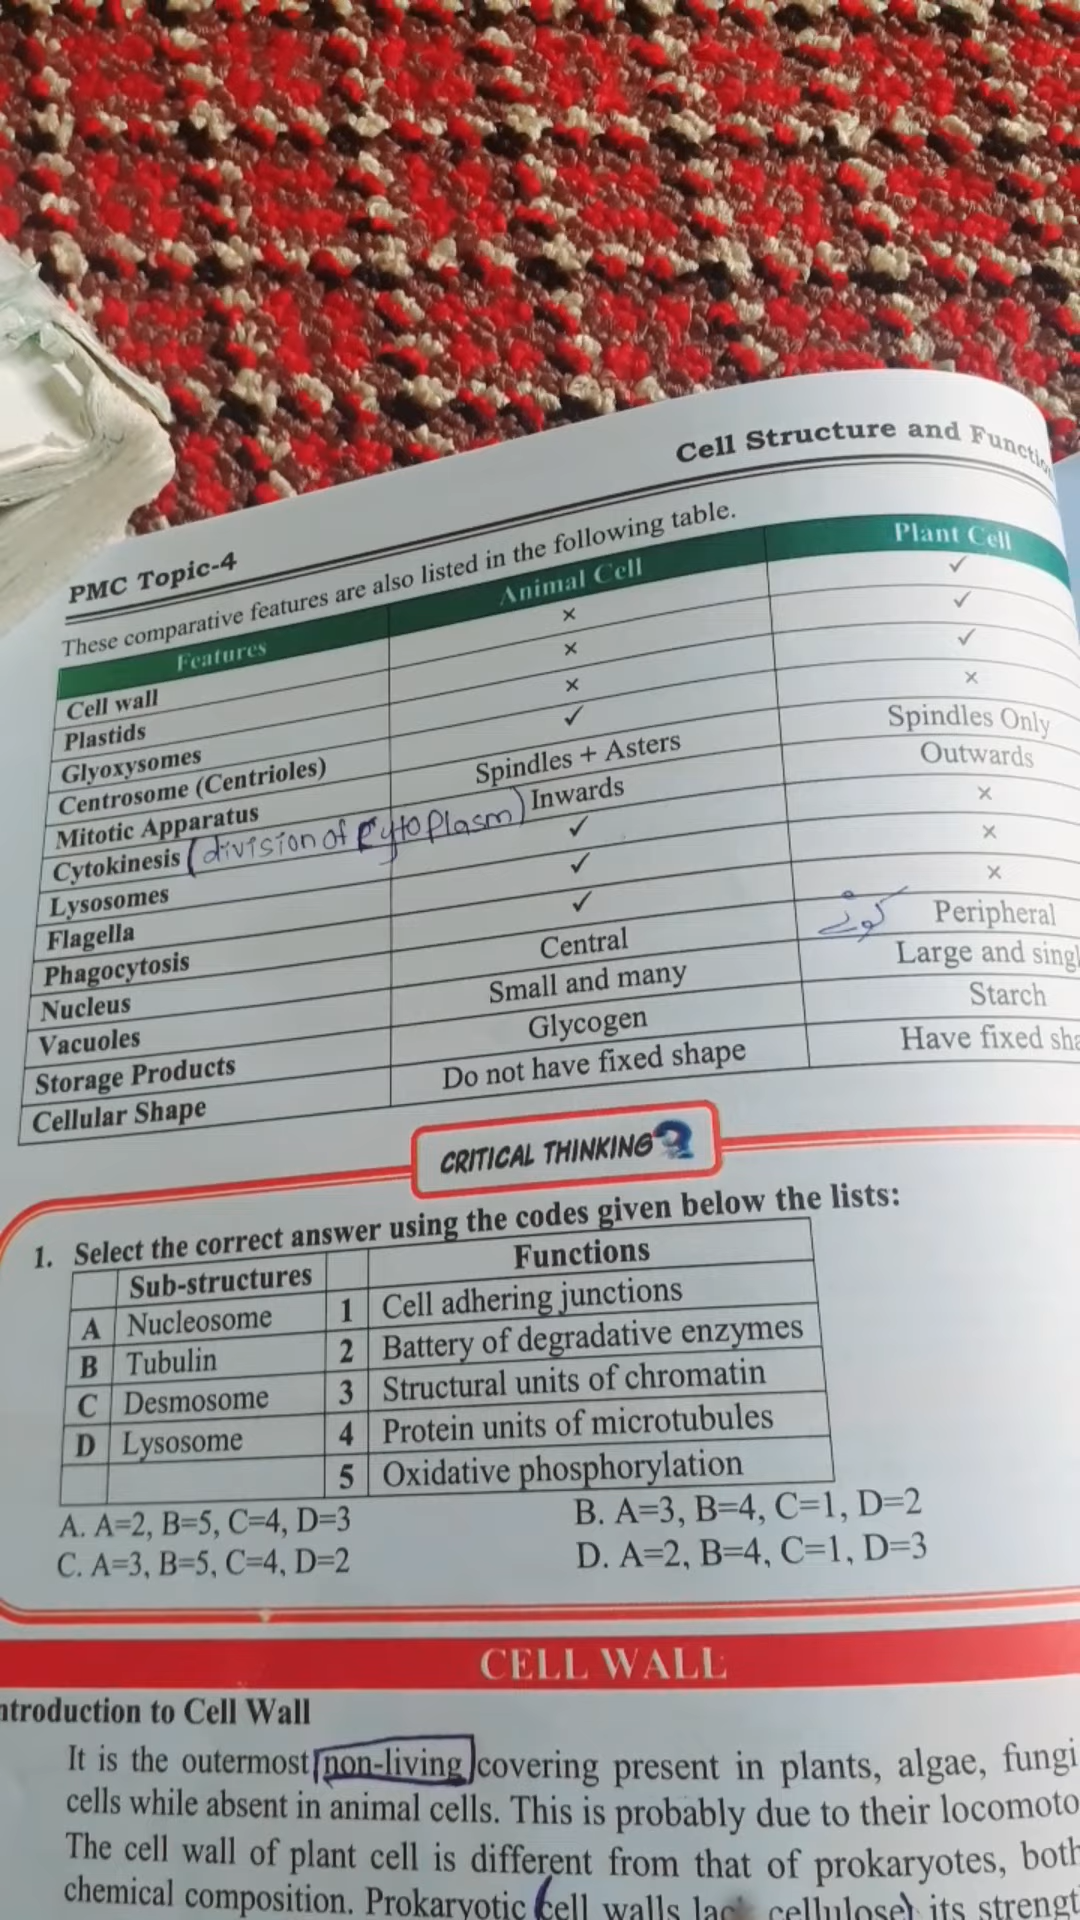 PMC Topic-4 Cell Structure and Functio
These comparative features are also listed in the following table.
Features Animal Cell Plant Cell
Cell wall × ✓
Plastids × ✓
Glyoxysomes × ✓
Centrosome (Centrioles) ✓ ×
Mitotic Apparatus Spindles + Asters Spindles Only
Cytokinesis (division of cytoplasm) Inwards Outwards
Lysosomes ✓ ×
Flagella ✓ ×
Phagocytosis ✓ ×
Nucleus Central Peripheral
Vacuoles Small and many Large and singl
Storage Products Glycogen Starch
Cellular Shape Do not have fixed shape Have fixed sha
CRITICAL THINKING
1. Select the correct answer using the codes given below the lists:
Sub-structures Functions
A Nucleosome 1 Cell adhering junctions
B Tubulin 2 Battery of degradative enzymes
C Desmosome 3 Structural units of chromatin
D Lysosome 4 Protein units of microtubules
5 Oxidative phosphorylation
A. A=2, B=5, C=4, D=3 B. A=3, B=4, C=1, D=2
C. A=3, B=5, C=4, D=2 D. A=2, B=4, C=1, D=3
CELL WALL
ntroduction to Cell Wall
It is the outermost non-living covering present in plants, algae, fungi
cells while absent in animal cells. This is probably due to their locomoto
The cell wall of plant cell is different from that of prokaryotes, both
chemical composition. Prokaryotic (cell walls lac cellulose) its strengt